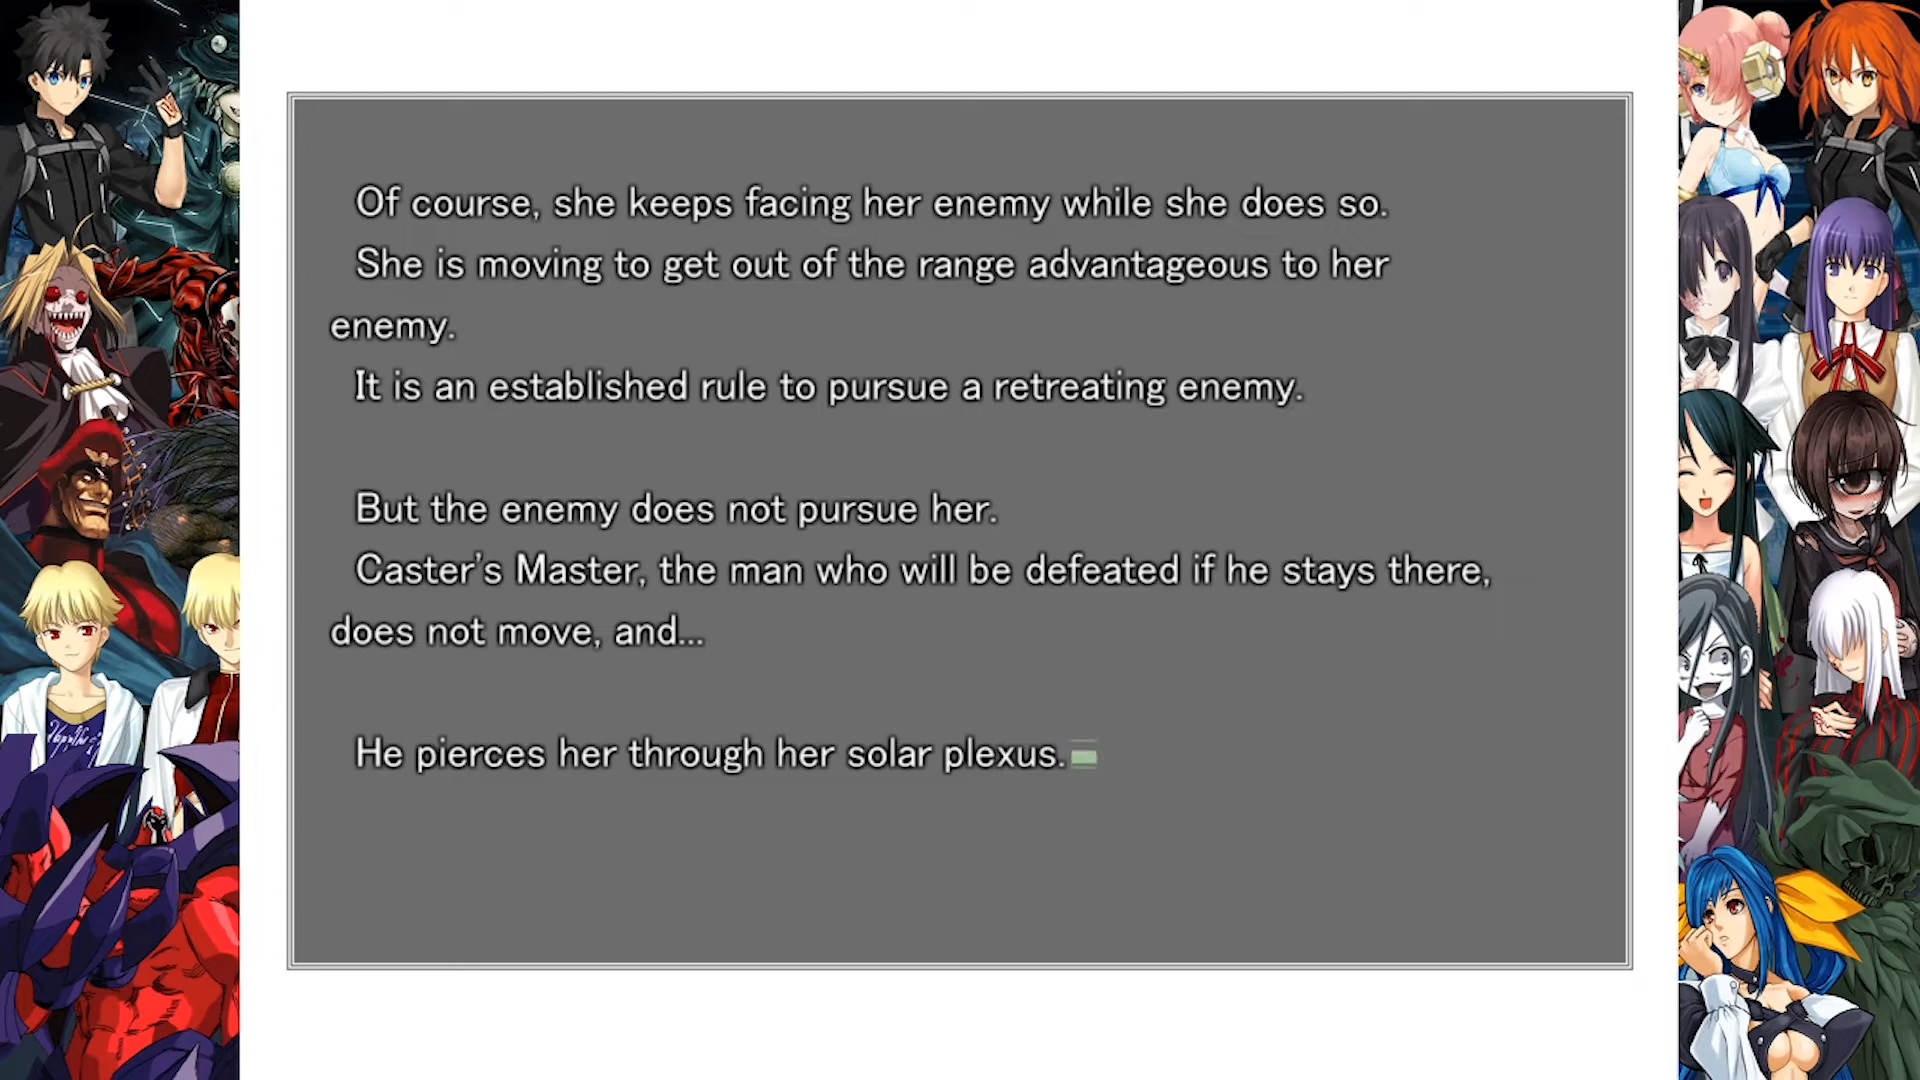 Of course, she keeps facing her enemy while she does so.
She is moving to get out of the range advantageous to her
enemy.
It is an established rule to pursue a retreating enemy.
But the enemy does not pursue her.
Caster's Master, the man who will be defeated if he stays there,
does not move, and...
He pierces her through her solar plexus.